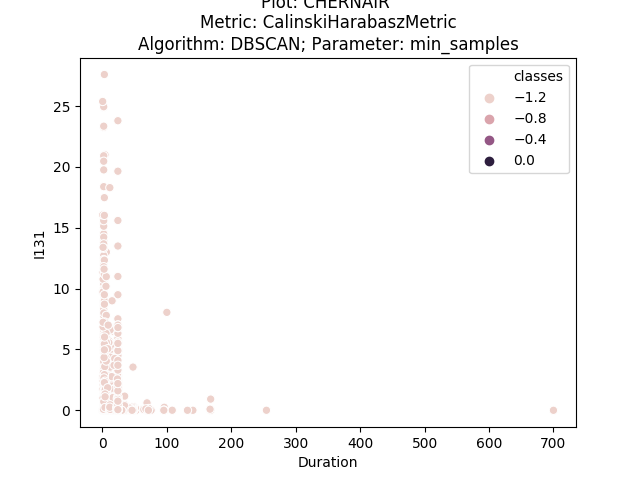 Plot: CHERNAIR
Metric: CalinskiHarabaszMetric
Algorithm: DBSCAN; Parameter: min_samples
classes
−1.2
−0.8
−0.4
0.0
I131
25
20
15
10
5
0
0 100 200 300 400 500 600 700
Duration